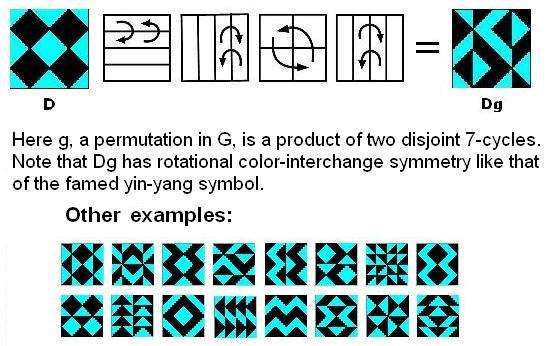 =
D
Dg
Here g, a permutation in G, is a product of two disjoint 7-cycles.
Note that Dg has rotational color-interchange symmetry like that
of the famed yin-yang symbol.
Other examples: